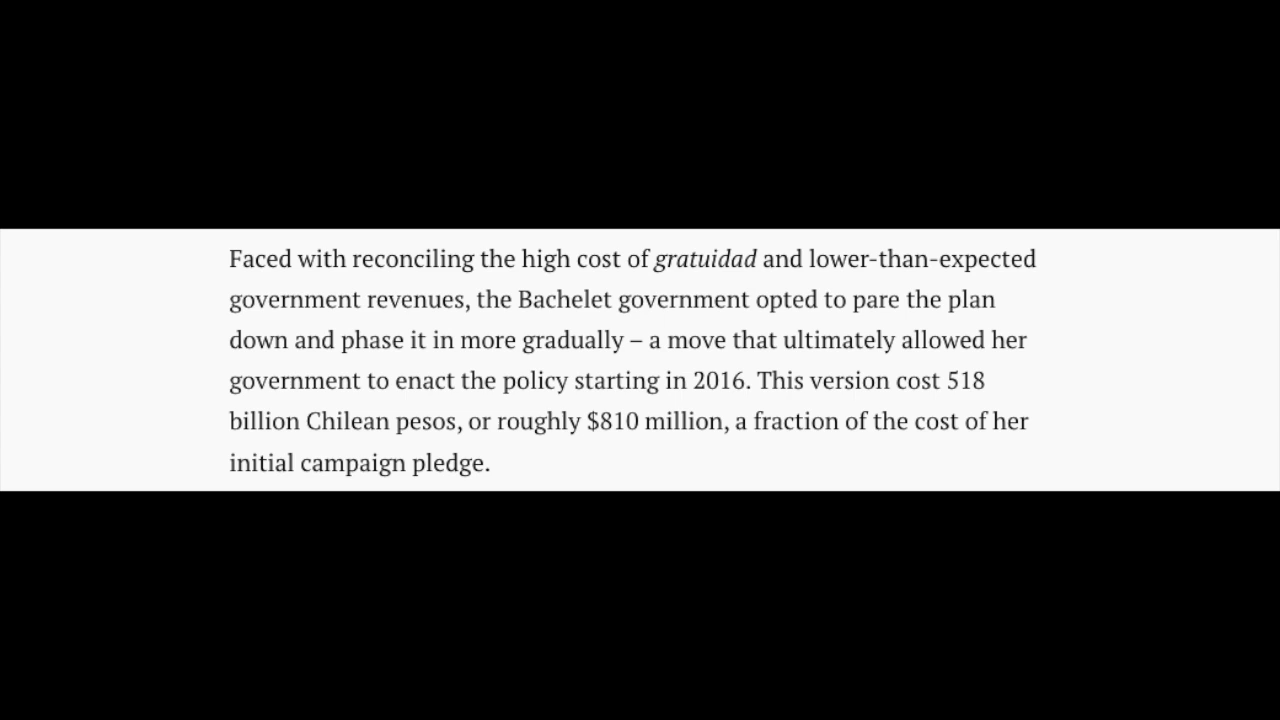 Faced with reconciling the high cost of gratuidad and lower-than-expected
government revenues, the Bachelet government opted to pare the plan
down and phase it in more gradually – a move that ultimately allowed her
government to enact the policy starting in 2016. This version cost 518
billion Chilean pesos, or roughly $810 million, a fraction of the cost of her
initial campaign pledge.